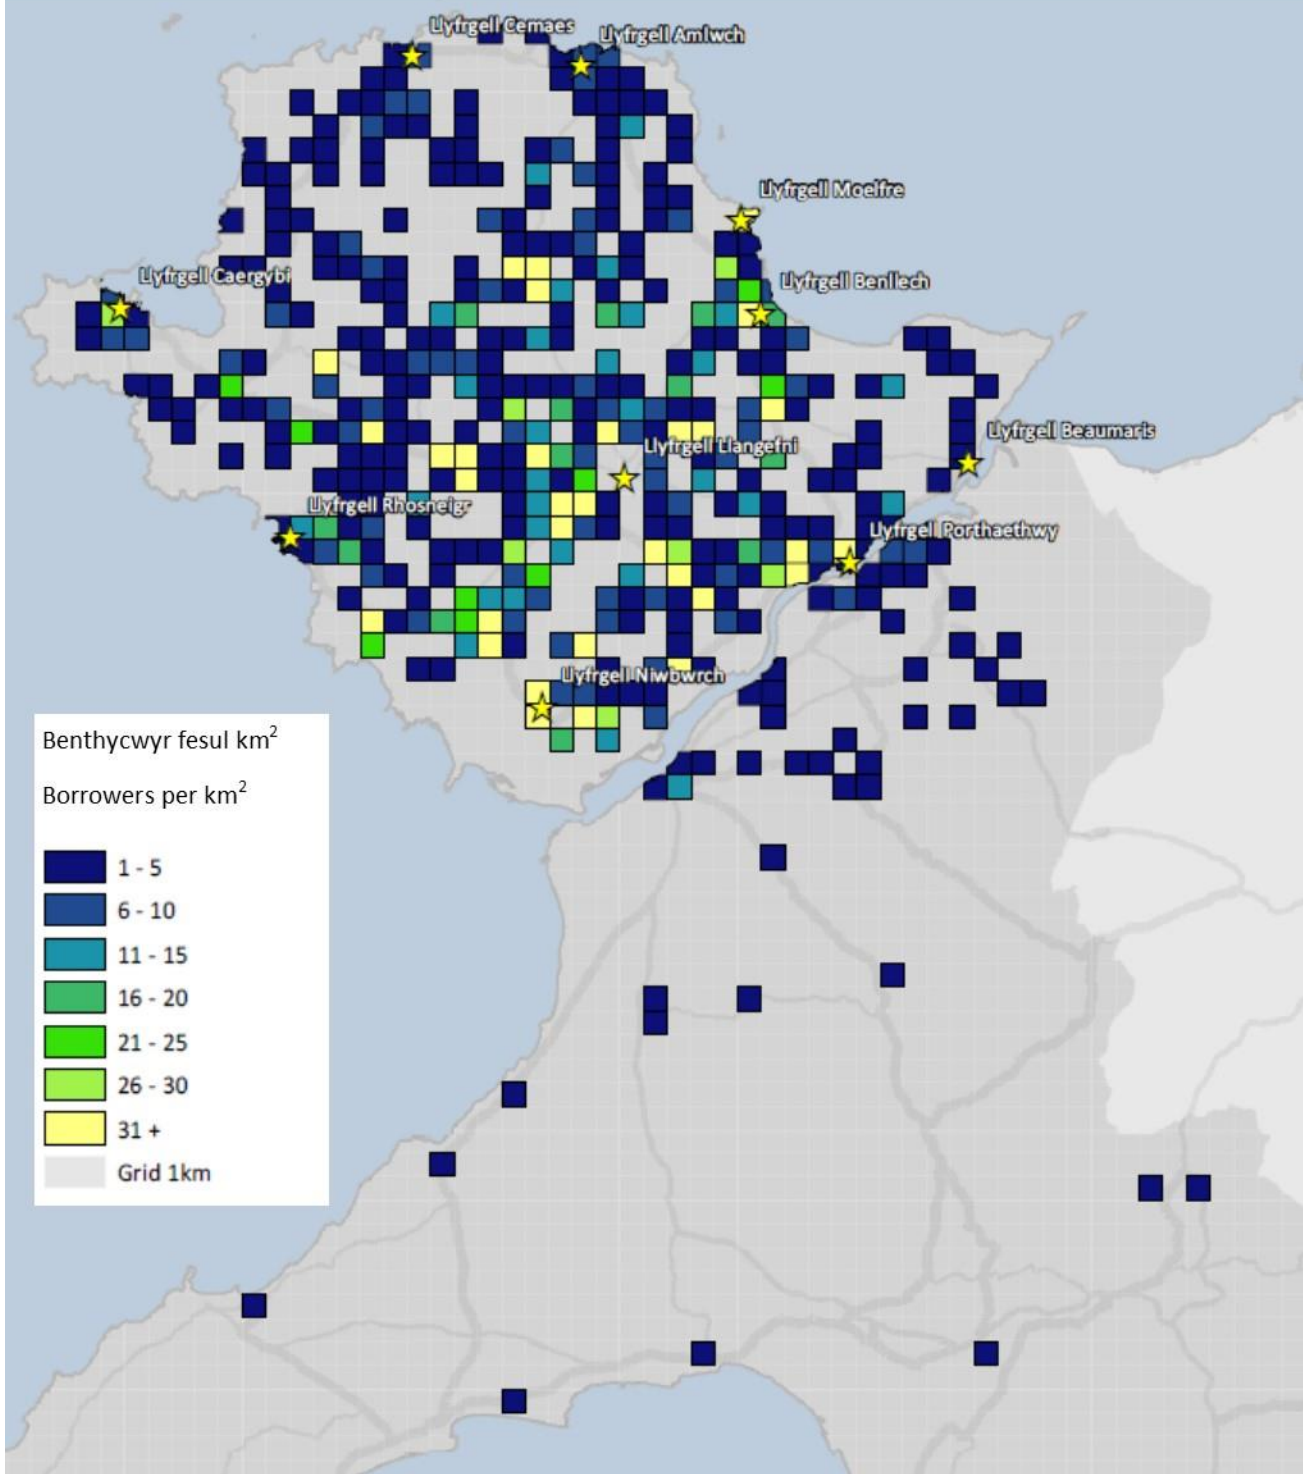 Llyfrgell Cemaes
Llyfrgell Amlwch
Llyfrgell Moelfre
Llyfrgell Caergybi
Llyfrgell Benllech
Llyfrgell Beaumaris
Llyfrgell Llangefni
Llyfrgell Rhosneigr
Llyfrgell Porthaethwy
Llyfrgell Niwbwrch
Benthycwyr fesul km²
Borrowers per km²
1 - 5
6 - 10
11 - 15
16 - 20
21 - 25
26 - 30
31 +
Grid 1km